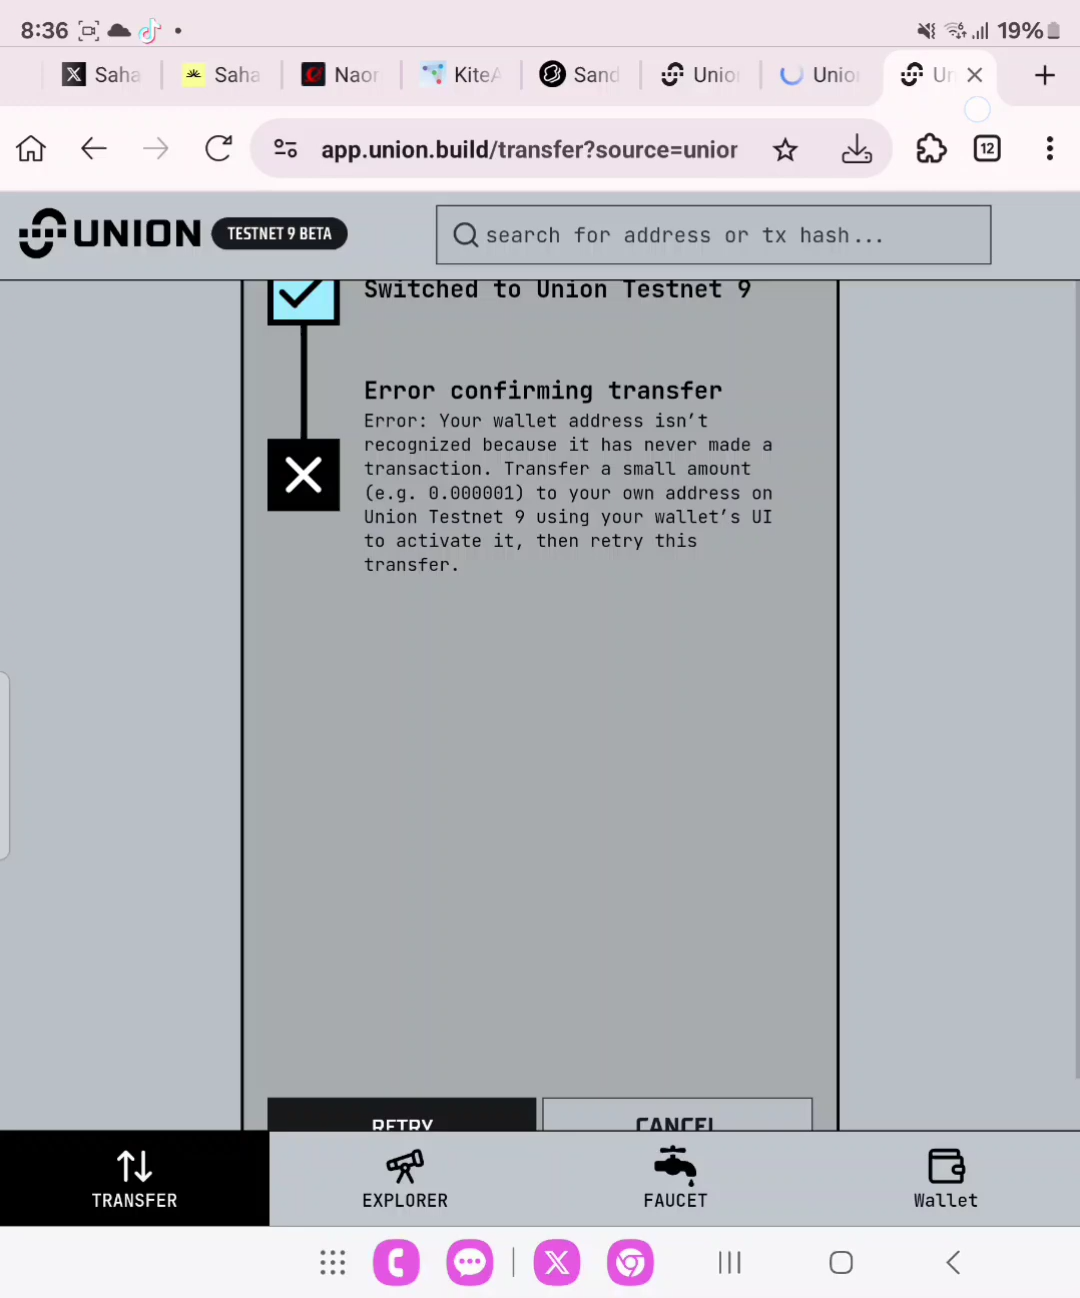 8:36
19%
Saha
Saha
Naor
KiteA
Sand
Unio
Unio
Un
app.union.build/transfer?source=union
12
UNION
TESTNET 9 BETA
search for address or tx hash...
Switched to Union Testnet 9
Error confirming transfer
Error: Your wallet address isn’t
recognized because it has never made a
transaction. Transfer a small amount
(e.g. 0.000001) to your own address on
Union Testnet 9 using your wallet’s UI
to activate it, then retry this
transfer.
RETRY
CANCEL
TRANSFER
EXPLORER
FAUCET
Wallet